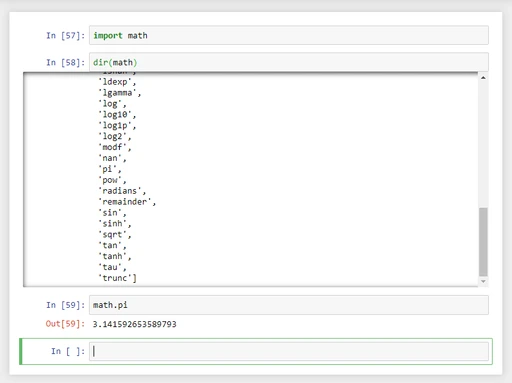 In [57]: import math
In [58]: dir(math)
'ldexp',
'lgamma',
'log',
'log10',
'log1p',
'log2',
'modf',
'nan',
'pi',
'pow',
'radians',
'remainder',
'sin',
'sinh',
'sqrt',
'tan',
'tanh',
'tau',
'trunc']
In [59]: math.pi
Out[59]: 3.141592653589793
In [ ]: